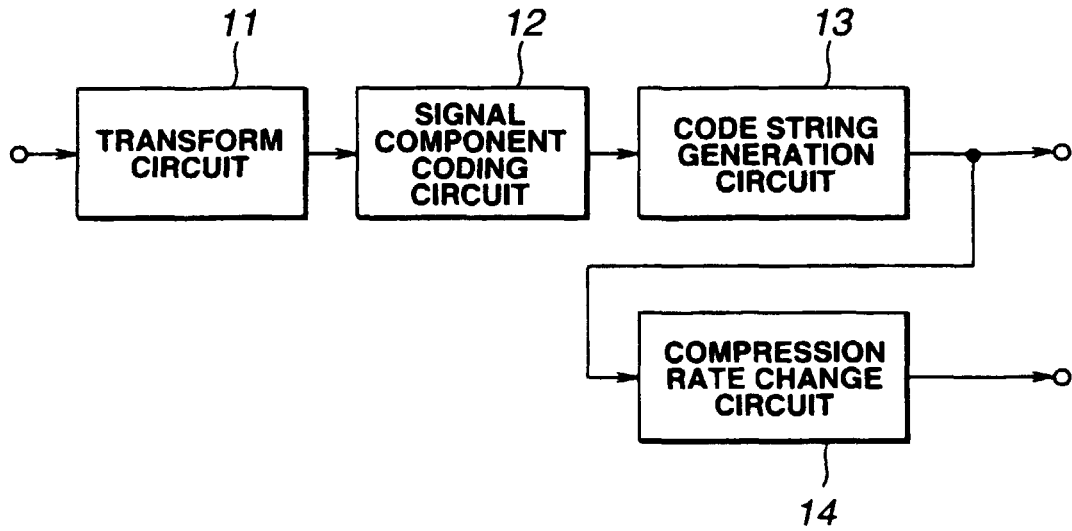 11
12
13
TRANSFORM
CIRCUIT
SIGNAL
COMPONENT
CODING
CIRCUIT
CODE STRING
GENERATION
CIRCUIT
COMPRESSION
RATE CHANGE
CIRCUIT
14